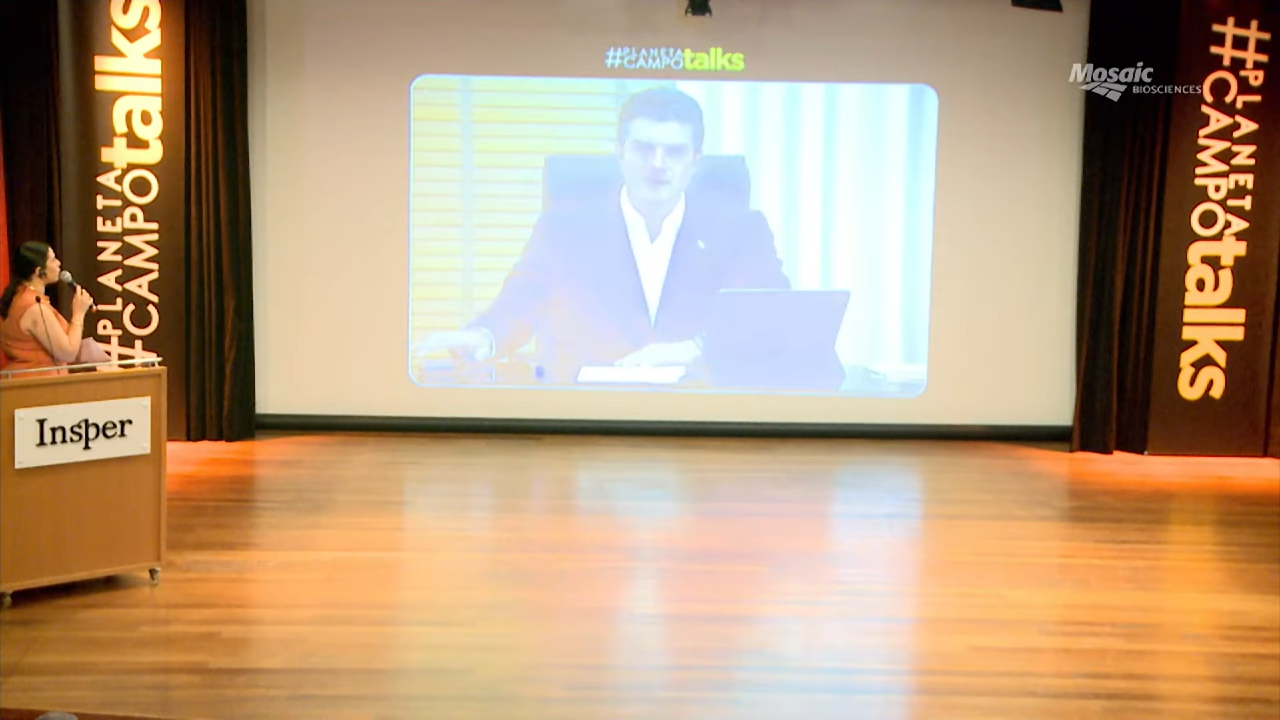 #PLANETA
CAMPOtalks
#PLANETA
CAMPOtalks
Mosaic
BIOSCIENCES
#PLANETA
CAMPOtalks
Insper